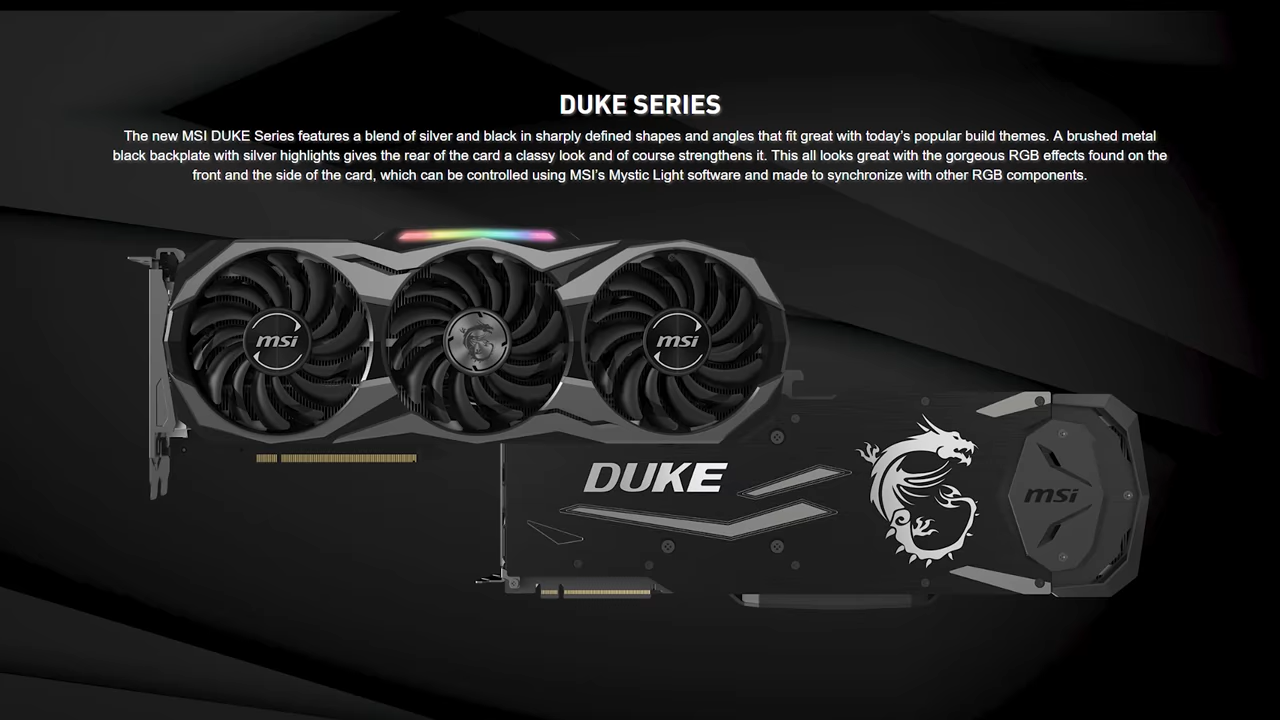 DUKE SERIES
The new MSI DUKE Series features a blend of silver and black in sharply defined shapes and angles that fit great with today's popular build themes. A brushed metal
black backplate with silver highlights gives the rear of the card a classy look and of course strengthens it. This all looks great with the gorgeous RGB effects found on the
front and the side of the card, which can be controlled using MSI's Mystic Light software and made to synchronize with other RGB components.
msi
msi
DUKE
msi